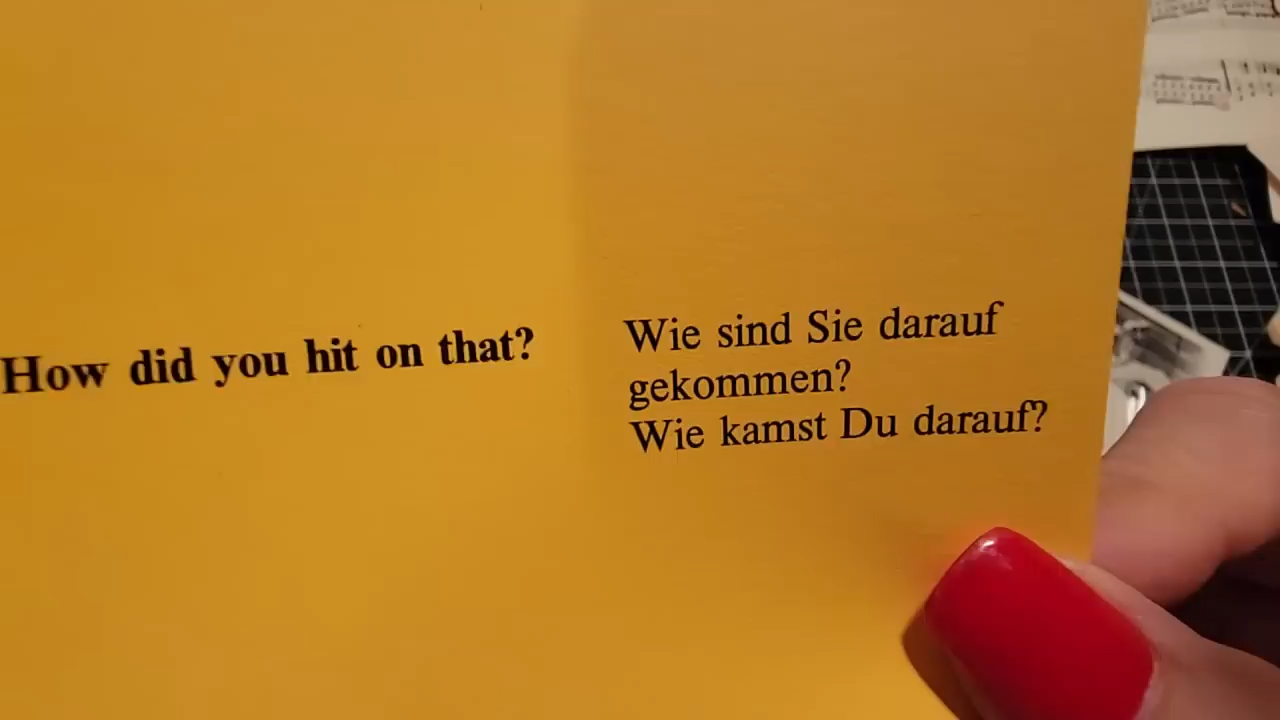 How did you hit on that?
Wie sind Sie darauf
gekommen?
Wie kamst Du darauf?